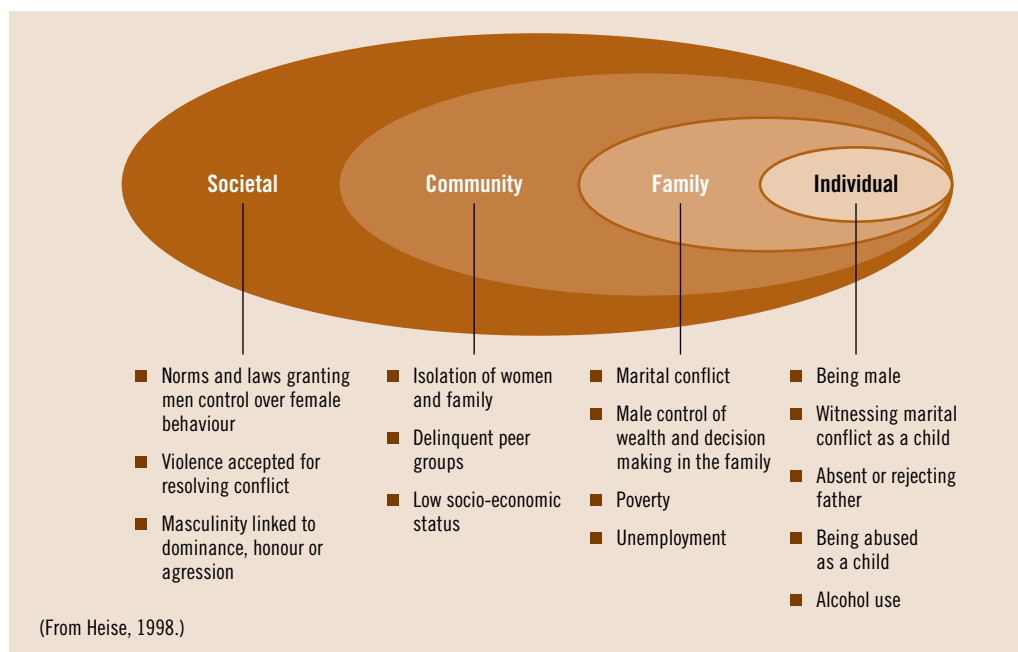 Societal
Community
Family
Individual
Norms and laws granting
men control over female
behaviour
Violence accepted for
resolving conflict
Masculinity linked to
dominance, honour or
agression
Isolation of women
and family
Delinquent peer
groups
Low socio-economic
status
Marital conflict
Male control of
wealth and decision
making in the family
Poverty
Unemployment
Being male
Witnessing marital
conflict as a child
Absent or rejecting
father
Being abused
as a child
Alcohol use
(From Heise, 1998.)